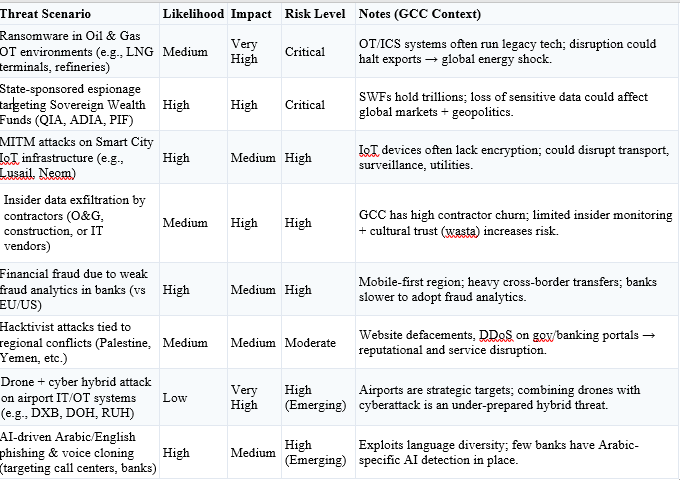 Threat Scenario Likelihood Impact Risk Level Notes (GCC Context)
Ransomware in Oil & Gas
OT environments (e.g., LNG
terminals, refineries)
Medium
Very
High
Critical
OT/ICS systems often run legacy tech; disruption could
halt exports → global energy shock.
State-sponsored espionage
targeting Sovereign Wealth
Funds (QIA, ADIA, PIF)
High
High
Critical
SWFs hold trillions; loss of sensitive data could affect
global markets + geopolitics.
MITM attacks on Smart City
IoT infrastructure (e.g.,
Lusail, Neom)
High
Medium
High
IoT devices often lack encryption; could disrupt transport,
surveillance, utilities.
Insider data exfiltration by
contractors (O&G,
construction, or IT
vendors)
Medium
High
High
GCC has high contractor churn; limited insider monitoring
+ cultural trust (wasta) increases risk.
Financial fraud due to weak
fraud analytics in banks (vs
EU/US)
High
Medium
High
Mobile-first region; heavy cross-border transfers; banks
slower to adopt fraud analytics.
Hacktivist attacks tied to
regional conflicts (Palestine,
Yemen, etc.)
Medium
Medium
Moderate
Website defacements, DDoS on gov/banking portals →
reputational and service disruption.
Drone + cyber hybrid attack
on airport IT/OT systems
(e.g., DXB, DOH, RUH)
Low
Very
High
High
(Emerging)
Airports are strategic targets; combining drones with
cyberattack is an under-prepared hybrid threat.
AI-driven Arabic/English
phishing & voice cloning
(targeting call centers, banks)
High
Medium
High
(Emerging)
Exploits language diversity; few banks have Arabic-
specific AI detection in place.